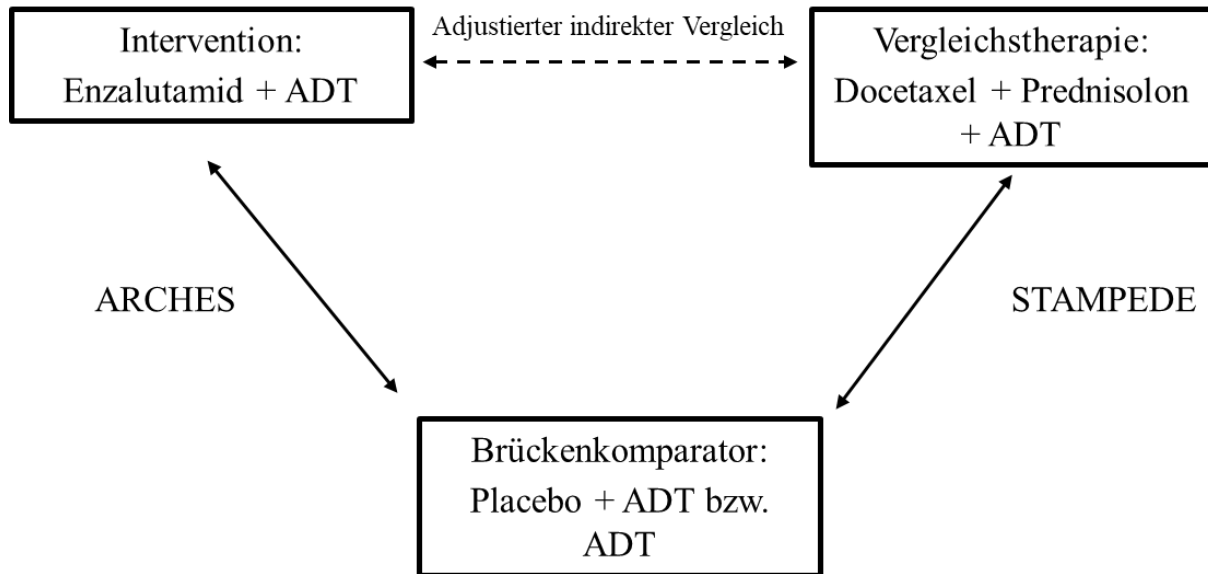 Intervention:
Enzalutamid + ADT
Adjustierter indirekter Vergleich
Vergleichstherapie:
Docetaxel + Prednisolon
+ ADT
ARCHES
STAMPEDE
Brückenkomparator:
Placebo + ADT bzw.
ADT